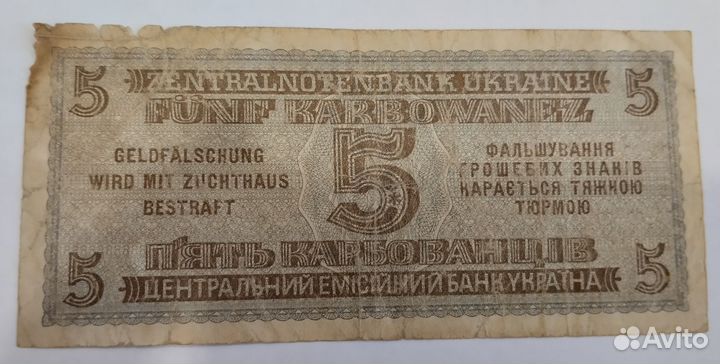 5 ZENTRALNOTENBANK UKRAINE 5
FÜNF KARBOWANEZ
GELDFÄLSCHUNG
WIRD MIT ZUCHTHAUS
BESTRAFT
5
ФАЛЬШУВАННЯ
ГРОШЕВИХ ЗНАКІВ
КАРАЄТЬСЯ ТЯЖКОЮ
ТЮРМОЮ
П'ЯТЬ КАРБОВАНЦІВ
5 ЦЕНТРАЛЬНИЙ ЕМІСІЙНИЙ БАНК УКРАЇНА 5
Avito